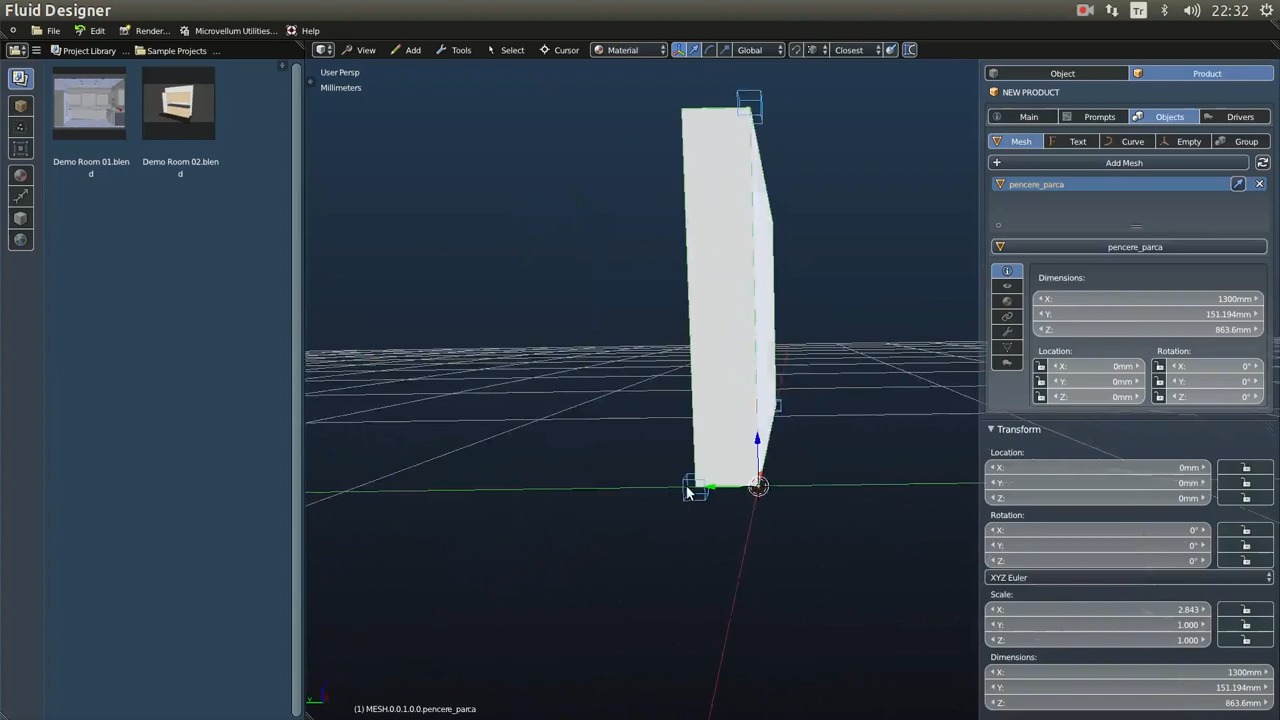 Fluid Designer
Tr
22:32
File
Edit
Render...
Microvellum Utilities...
Help
Project Library
Sample Projects
View
Add
Tools
Select
Cursor
Material
Global
Closest
Demo Room 01.blen
d
Demo Room 02.blen
d
User Persp
Millimeters
(1) MESH.0.0.1.0.0.pencere_parca
Object
Product
NEW PRODUCT
Main
Prompts
Objects
Drivers
Mesh
Text
Curve
Empty
Group
Add Mesh
pencere_parca
pencere_parca
Dimensions:
X: 1300mm
Y: 151.194mm
Z: 863.6mm
Location:
Rotation:
X: 0mm
X: 0°
Y: 0mm
Y: 0°
Z: 0mm
Z: 0°
Transform
Location:
X: 0mm
Y: 0mm
Z: 0mm
Rotation:
X: 0°
Y: 0°
Z: 0°
XYZ Euler
Scale:
X: 2.843
Y: 1.000
Z: 1.000
Dimensions:
X: 1300mm
Y: 151.194mm
Z: 863.6mm